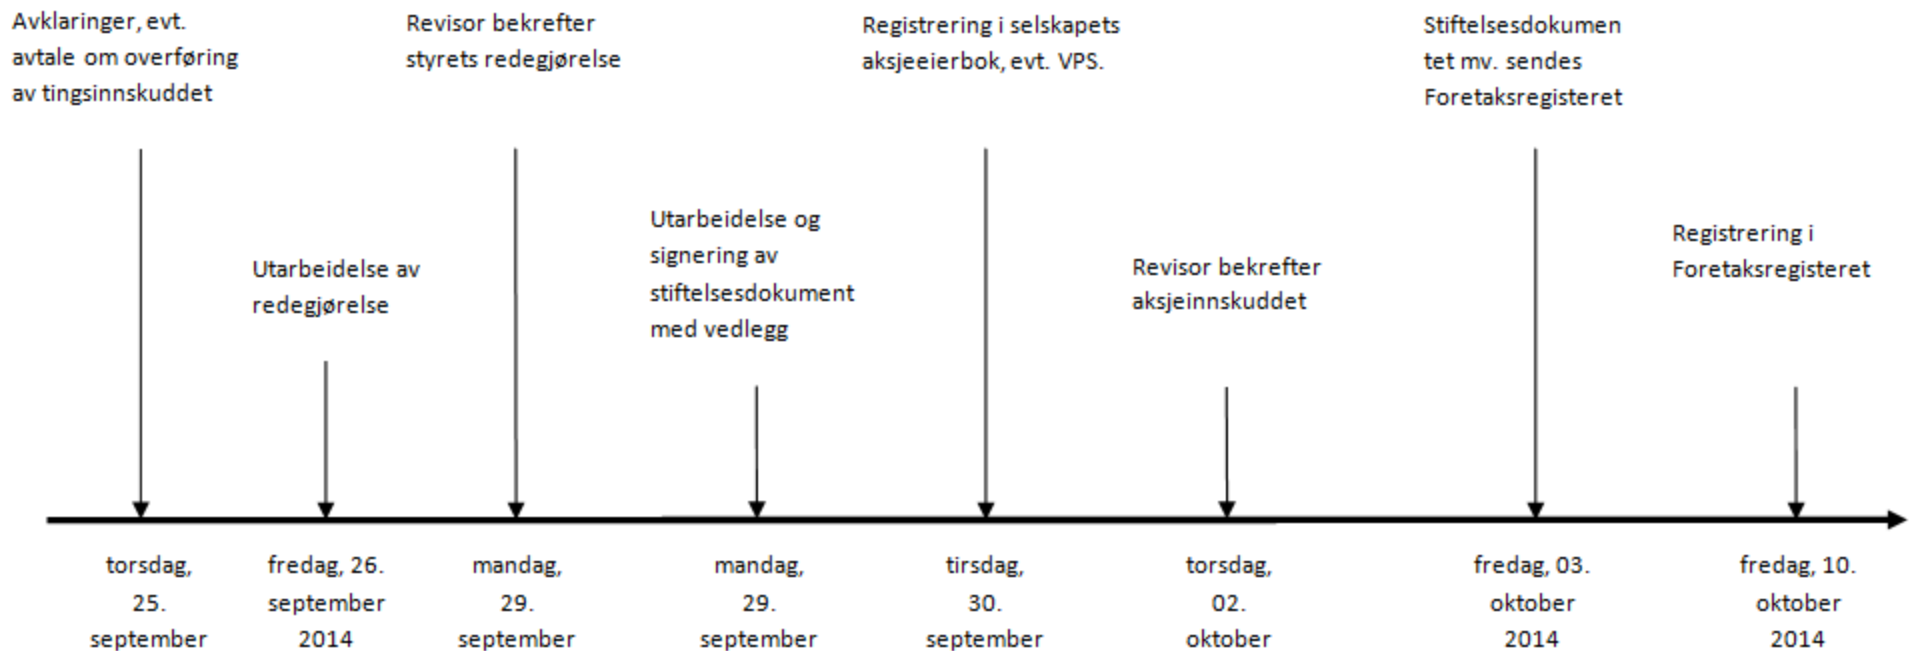 Avklaringer, evt.
avtale om overføring
av tingsinnskuddet
Revisor bekrefter
styrets redegjørelse
Registrering i selskapets
aksjeeierbok, evt. VPS.
Stiftelsesdokumen
tet mv. sendes
Foretaksregisteret
Utarbeidelse av
redegjørelse
Utarbeidelse og
signering av
stiftelsesdokument
med vedlegg
Revisor bekrefter
aksjeinnskuddet
Registrering i
Foretaksregisteret
torsdag,
25.
september
fredag, 26.
september
2014
mandag,
29.
september
mandag,
29.
september
tirsdag,
30.
september
torsdag,
02.
oktober
fredag, 03.
oktober
2014
fredag, 10.
oktober
2014